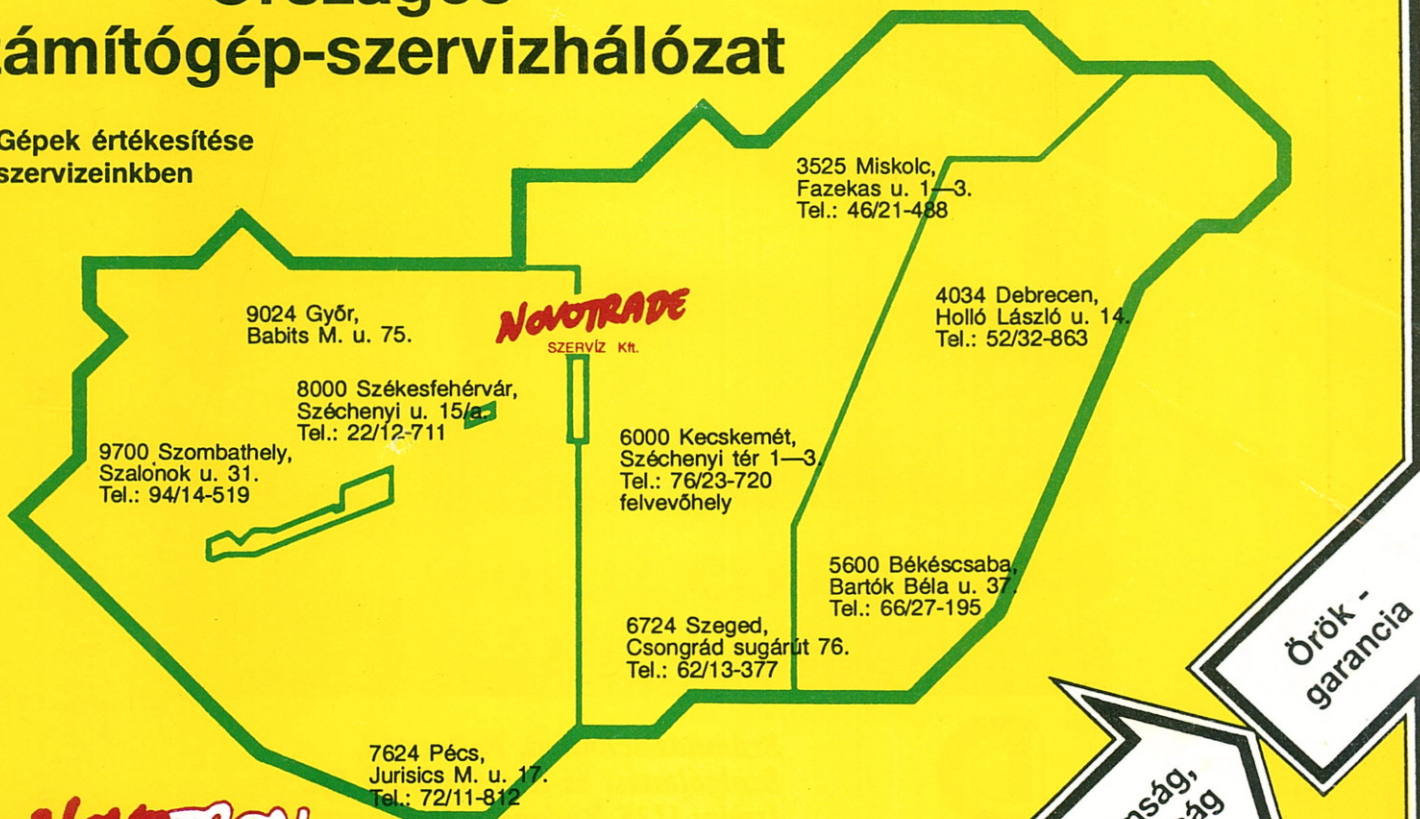 Országos
zámítógép-szervizhálózat
Gépek értékesítése
szervizeinkben
3525 Miskolc,
Fazekas u. 1—3.
Tel.: 46/21-488
4034 Debrecen,
Holló László u. 14.
Tel.: 52/32-863
9024 Győr,
Babits M. u. 75.
NOVOTRADE
SZERVÍZ Kft.
8000 Székesfehérvár,
Széchenyi u. 15/a.
Tel.: 22/12-711
9700 Szombathely,
Szalonok u. 31.
Tel.: 94/14-519
6000 Kecskemét,
Széchenyi tér 1—3.
Tel.: 76/23-720
felvevőhely
5600 Békéscsaba,
Bartók Béla u. 37.
Tel.: 66/27-195
6724 Szeged,
Csongrád sugárút 76.
Tel.: 62/13-377
7624 Pécs,
Jurisics M. u. 17.
Tel.: 72/11-812
Örök -
garancia
nság,
ág